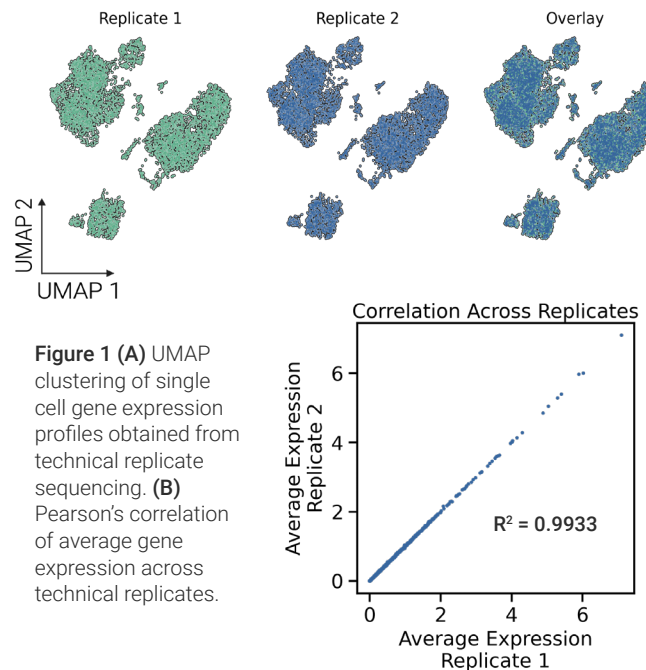 Replicate 1
Replicate 2
Overlay
UMAP 2
UMAP 1
Figure 1 (A) UMAP
clustering of single
cell gene expression
profiles obtained from
technical replicate
sequencing. (B)
Pearson's correlation
of average gene
expression across
technical replicates.
Correlation Across Replicates
Average Expression
Replicate 2
6
4
2
0
R² = 0.9933
0
2
4
6
Average Expression
Replicate 1